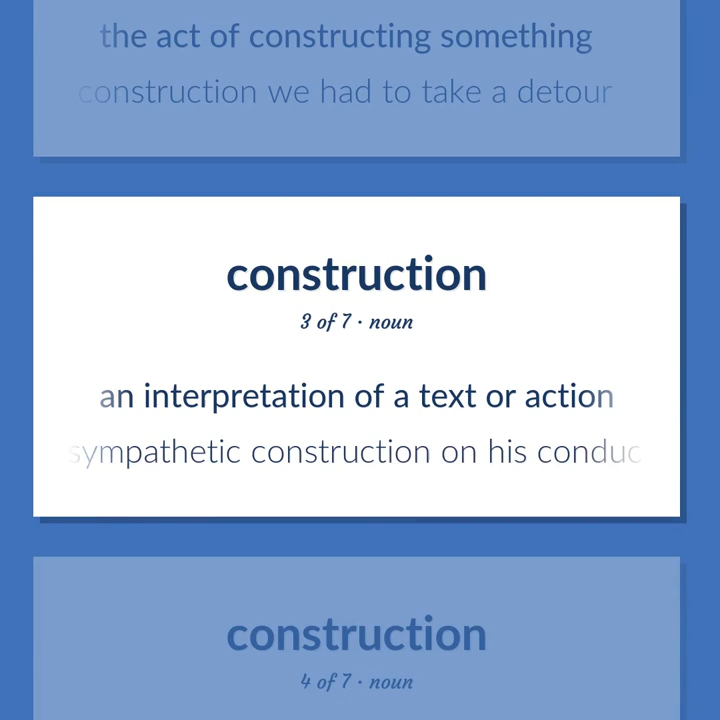 the act of constructing something
construction we had to take a detour
construction
3 of 7 · noun
an interpretation of a text or action
sympathetic construction on his conduc
construction
4 of 7 · noun